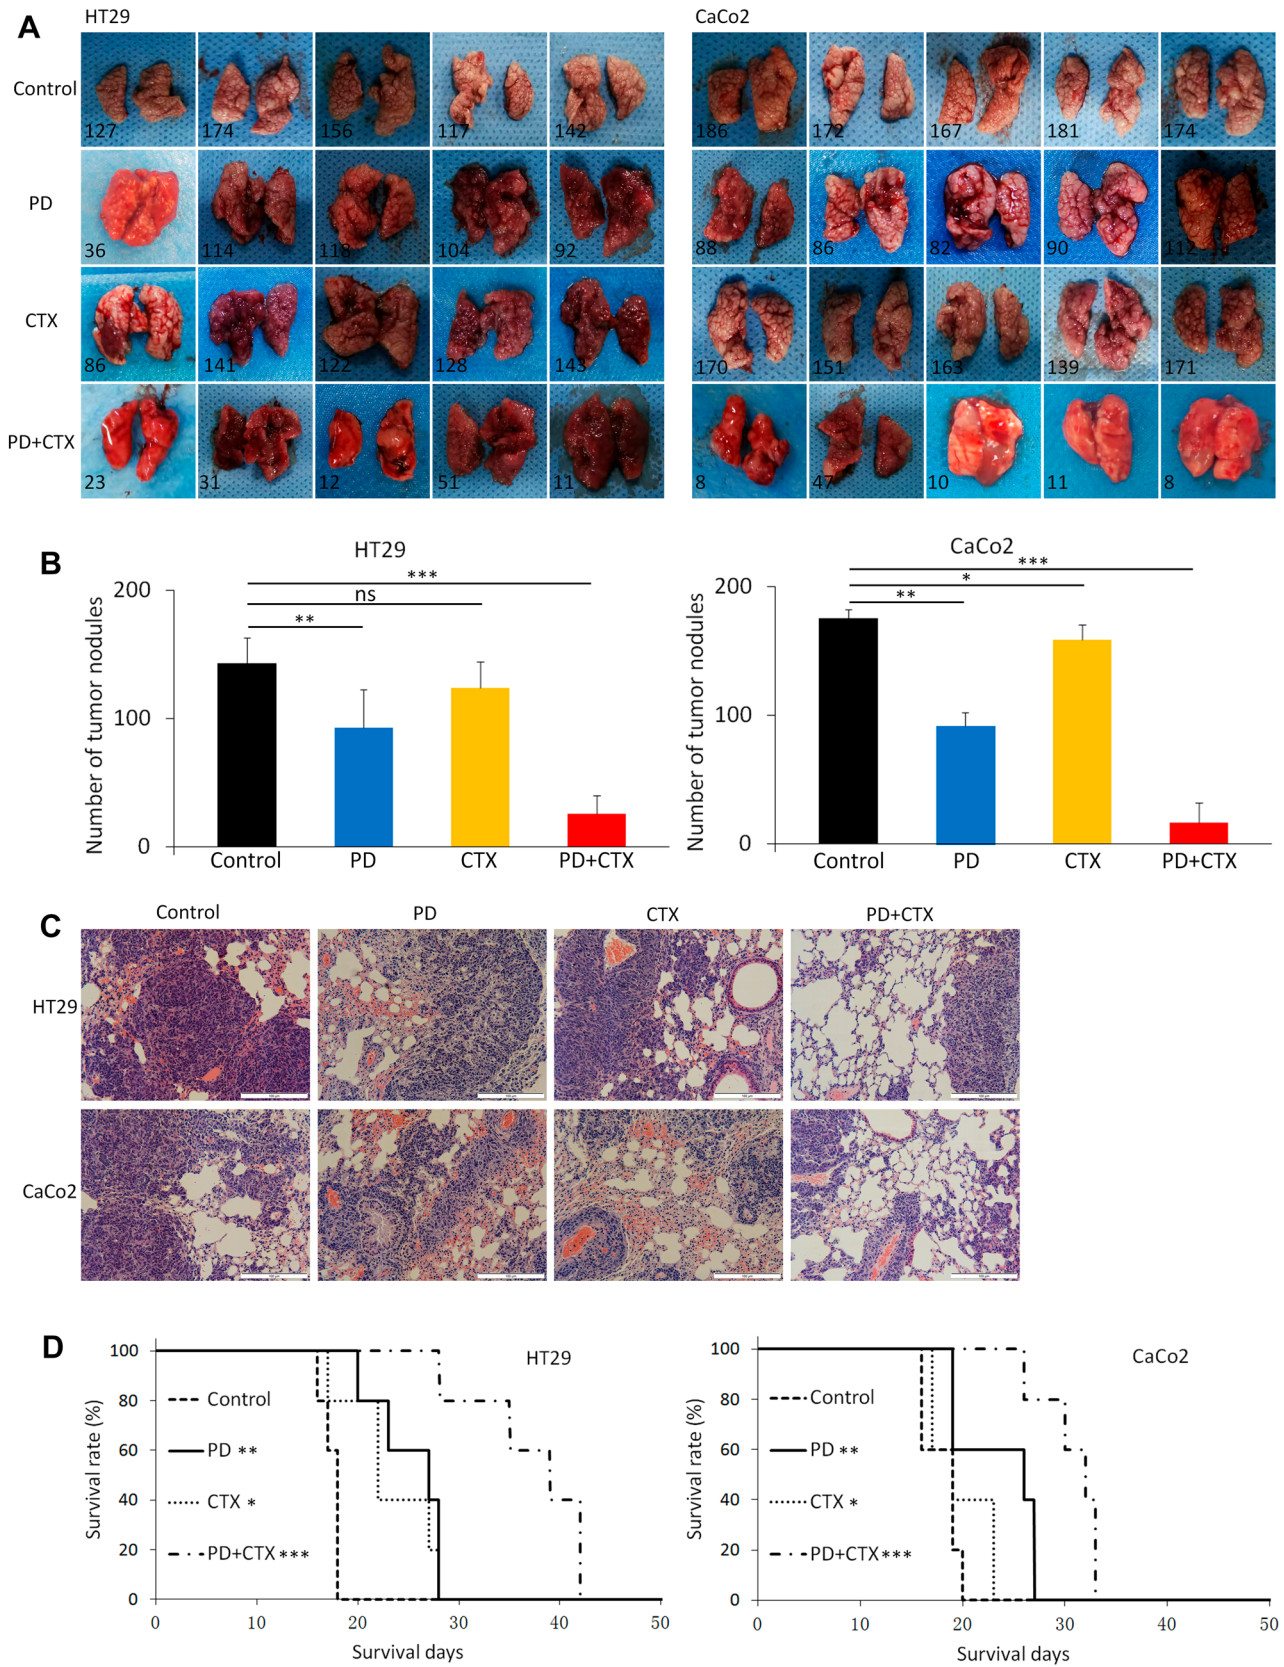 A
HT29
CaCo2
Control
127
174
156
117
142
186
172
167
181
174
PD
36
114
118
104
92
88
86
82
90
112
CTX
86
141
122
128
143
170
151
163
139
171
PD+CTX
23
31
12
51
11
8
47
10
11
8
B
HT29
***
ns
**
Number of tumor nodules
200
100
0
Control
PD
CTX
PD+CTX
CaCo2
***
*
**
Number of tumor nodules
200
100
0
Control
PD
CTX
PD+CTX
C
Control
PD
CTX
PD+CTX
HT29
CaCo2
D
HT29
Survival rate (%)
100
80
60
40
20
0
Control
PD **
CTX *
PD+CTX ***
0
10
20
30
40
50
Survival days
CaCo2
Survival rate (%)
100
80
60
40
20
0
Control
PD **
CTX *
PD+CTX ***
0
10
20
30
40
50
Survival days